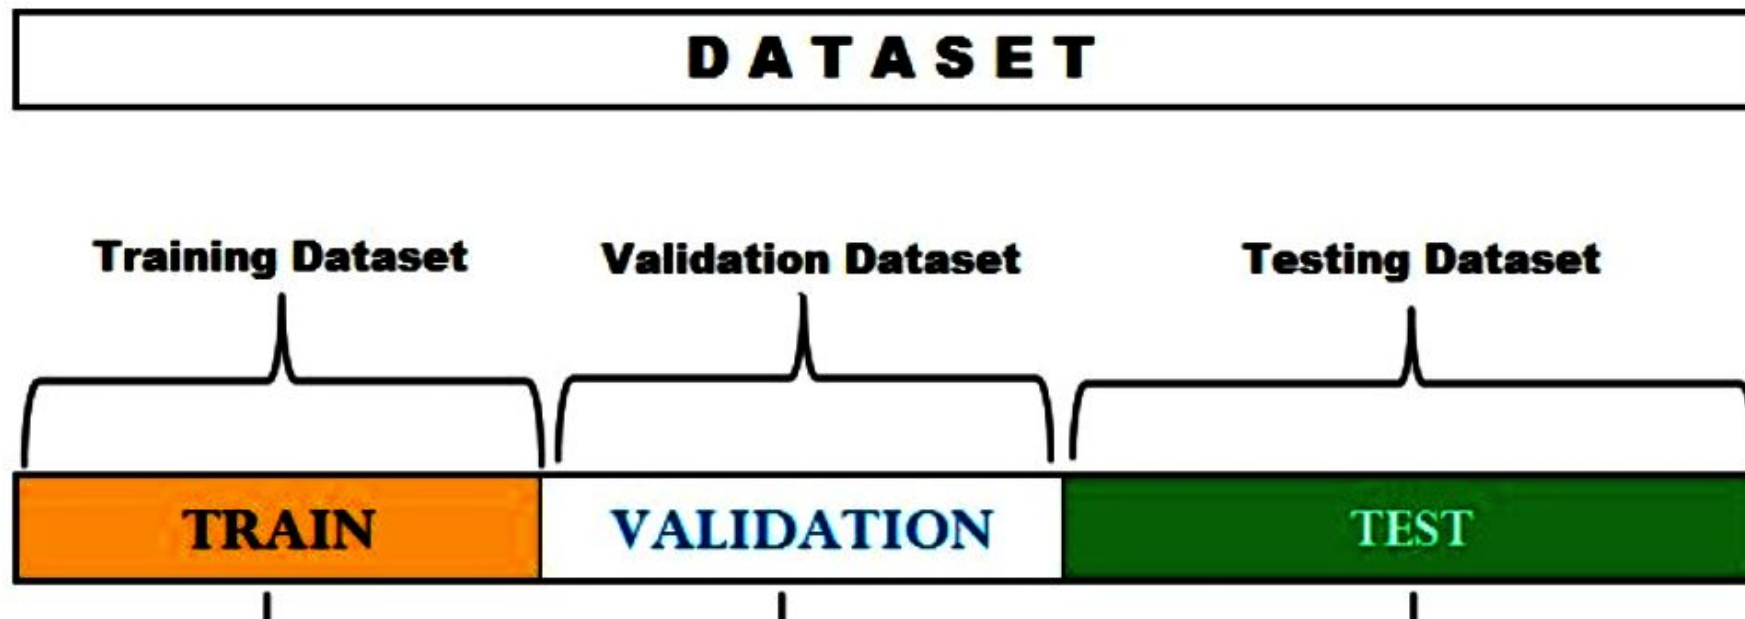 DATASET
Training Dataset Validation Dataset Testing Dataset
TRAIN VALIDATION TEST